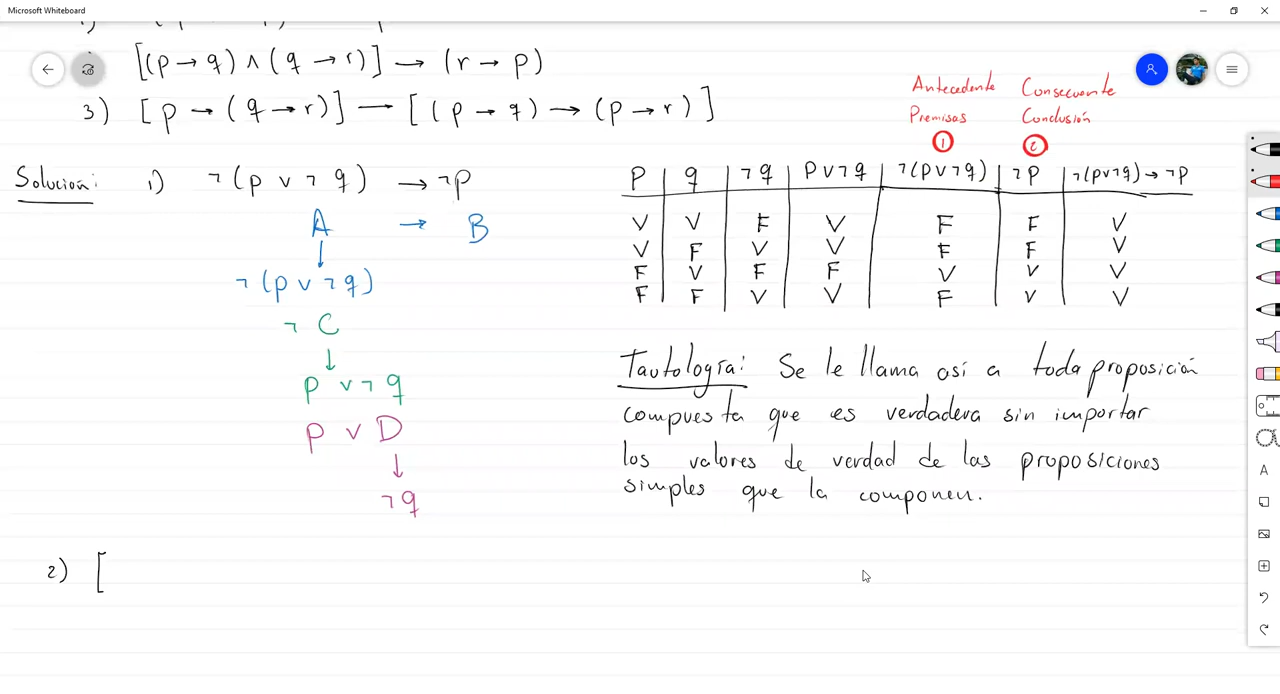 Microsoft Whiteboard
[(p → q) ∧ (q → r)] → (r → p)
3) [p → (q → r)] → [(p → q) → (p → r)]
Antecedente
Premisas
①
Consecuente
Conclusión
②
Solución: 1) ¬(p ∨ ¬q) → ¬p
A → B
↓
¬(p ∨ ¬q)
¬ C
↓
p ∨ ¬q
p ∨ D
↓
¬q
P | q | ¬q | p∨¬q | ¬(p∨¬q) | ¬p | ¬(p∨¬q) → ¬p
V V F V F F V
V F V V F F V
F V F F V V V
F F V V F V V
Tautología: Se le llama así a toda proposición
compuesta que es verdadera sin importar
los valores de verdad de las proposiciones
simples que la componen.
2) [
A